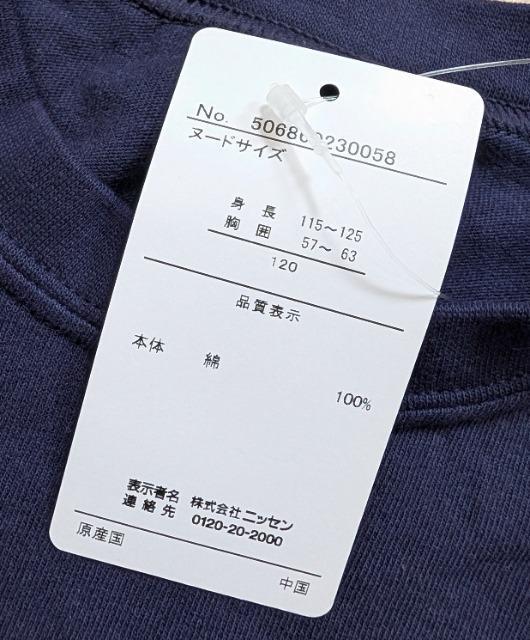 No.
ヌードサイズ
身長 115〜125
胸囲 57〜 63
120
品質表示
本体 綿 100%
表示者名 株式会社ニッセン
連絡先 0120-20-2000
原産国 中国